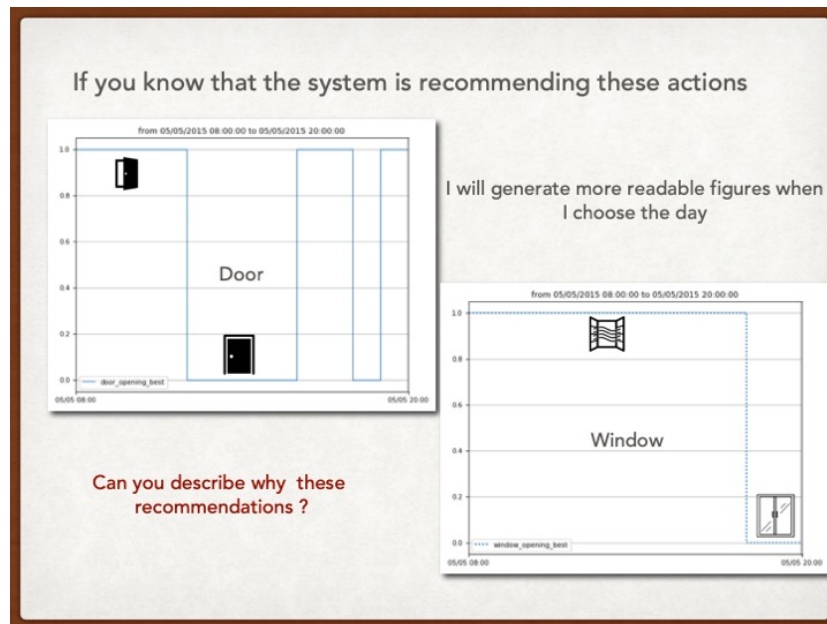 If you know that the system is recommending these actions
from 05/05/2015 08:00:00 to 05/05/2015 20:00:00
1.0
0.8
0.6
0.4
0.2
0.0
Door
door_opening_best
05/05 08:00
05/05 20:00
I will generate more readable figures when
I choose the day
from 05/05/2015 08:00:00 to 05/05/2015 20:00:00
1.0
0.8
0.6
0.4
0.2
0.0
Window
window_opening_best
05/05 08:00
05/05 20:00
Can you describe why these
recommendations ?